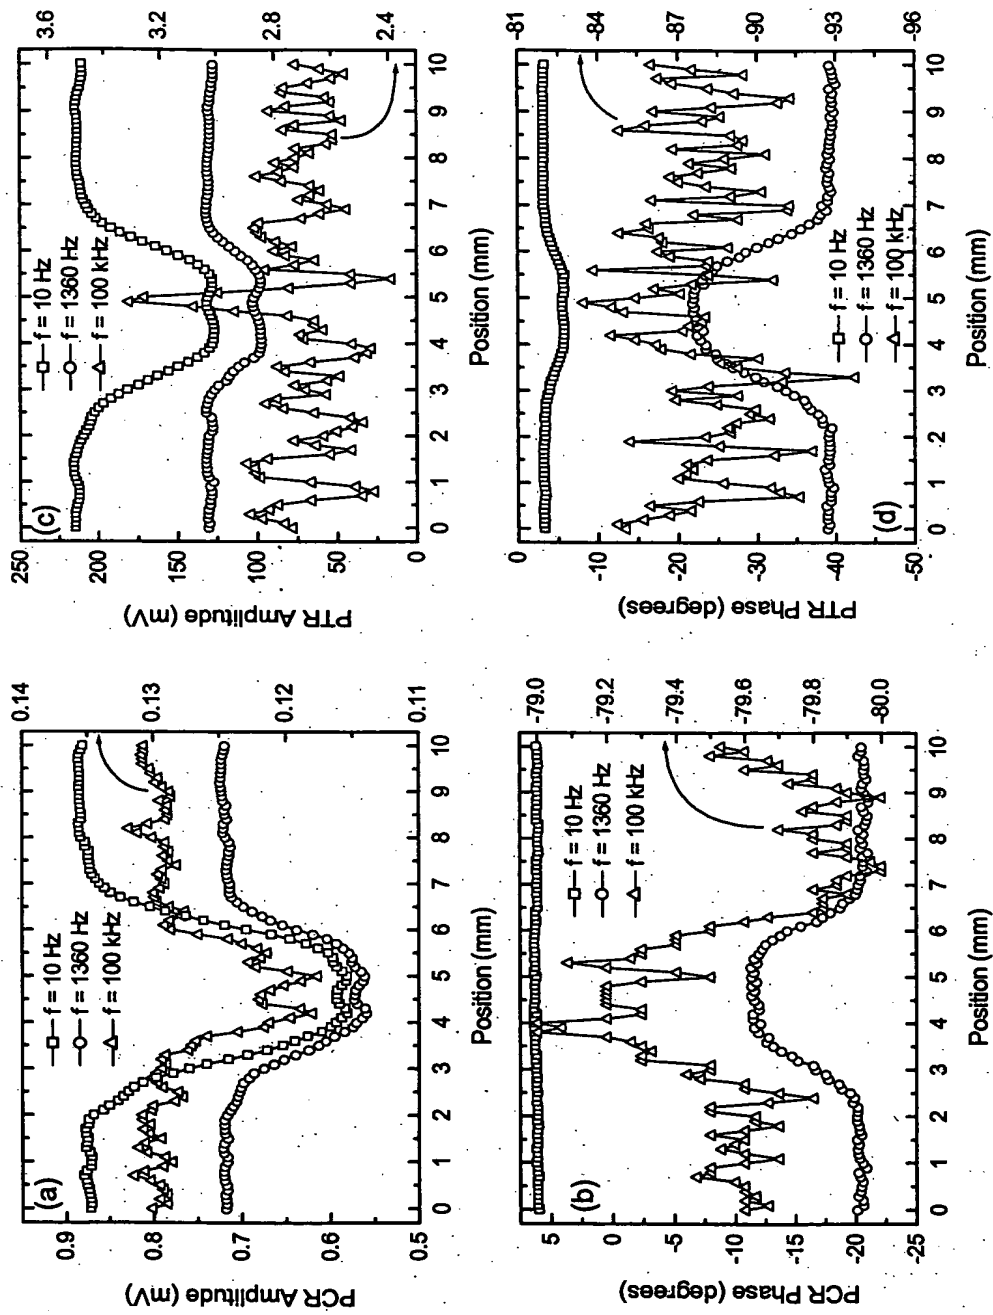 (a)
0.14
0.13
0.12
0.11
0.9
0.8
0.7
0.6
0.5
PCR Amplitude (mV)
f = 10 Hz
f = 1360 Hz
f = 100 kHz
0 1 2 3 4 5 6 7 8 9 10
Position (mm)
(b)
-79.0
-79.2
-79.4
-79.6
-79.8
-80.0
5
0
-5
-10
-15
-20
-25
PCR Phase (degrees)
f = 10 Hz
f = 1360 Hz
f = 100 kHz
0 1 2 3 4 5 6 7 8 9 10
Position (mm)
(c)
3.6
3.2
2.8
2.4
250
200
150
100
50
PTR Amplitude (mV)
f = 10 Hz
f = 1360 Hz
f = 100 kHz
0 1 2 3 4 5 6 7 8 9 10
Position (mm)
(d)
-81
-84
-87
-90
-93
-96
0
-10
-20
-30
-40
-50
PTR Phase (degrees)
f = 10 Hz
f = 1360 Hz
f = 100 kHz
0 1 2 3 4 5 6 7 8 9 10
Position (mm)